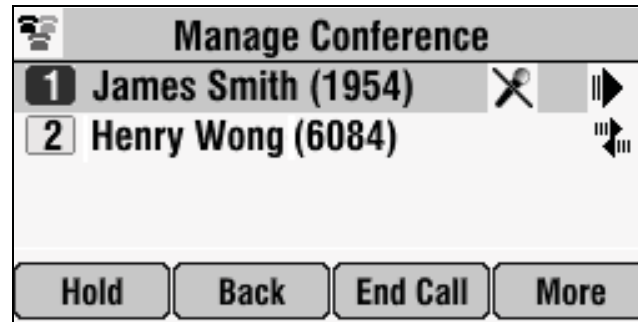 Manage Conference
1 James Smith (1954)
2 Henry Wong (6084)
Hold Back End Call More